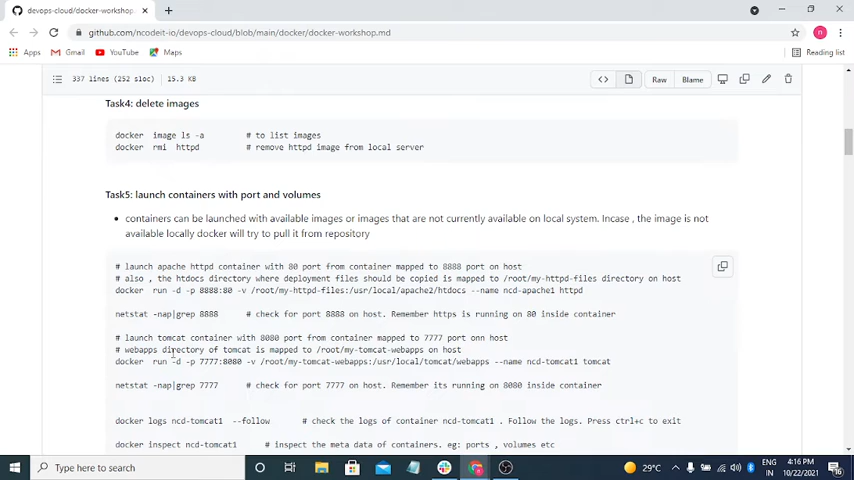 devops-cloud/docker-workshop.m
github.com/ncodeit-io/devops-cloud/blob/main/docker/docker-workshop.md
n
Apps
Gmail
YouTube
Maps
Reading list
337 lines (252 sloc)
15.3 KB
Raw
Blame
Task4: delete images
docker image ls -a # to list images
docker rmi httpd # remove httpd image from local server
Task5: launch containers with port and volumes
• containers can be launched with available images or images that are not currently available on local system. Incase , the image is not
available locally docker will try to pull it from repository
# launch apache httpd container with 80 port from container mapped to 8888 port on host
# also , the htdocs directory where deployment files should be copied is mapped to /root/my-httpd-files directory on host
docker run -d -p 8888:80 -v /root/my-httpd-files:/usr/local/apache2/htdocs --name ncd-apache1 httpd
netstat -nap|grep 8888 # check for port 8888 on host. Remember https is running on 80 inside container
# launch tomcat container with 8080 port from container mapped to 7777 port onn host
# webapps directory of tomcat is mapped to /root/my-tomcat-webapps on host
docker run -d -p 7777:8080 -v /root/my-tomcat-webapps:/usr/local/tomcat/webapps --name ncd-tomcat1 tomcat
netstat -nap|grep 7777 # check for port 7777 on host. Remember its running on 8080 inside container
docker logs ncd-tomcat1 --follow # check the logs of container ncd-tomcat1 . Follow the logs. Press ctrl+c to exit
docker inspect ncd-tomcat1 # inspect the meta data of containers. eg: ports , volumes etc
Type here to search
29°C
ENG
IN
4:16 PM
10/22/2021
16